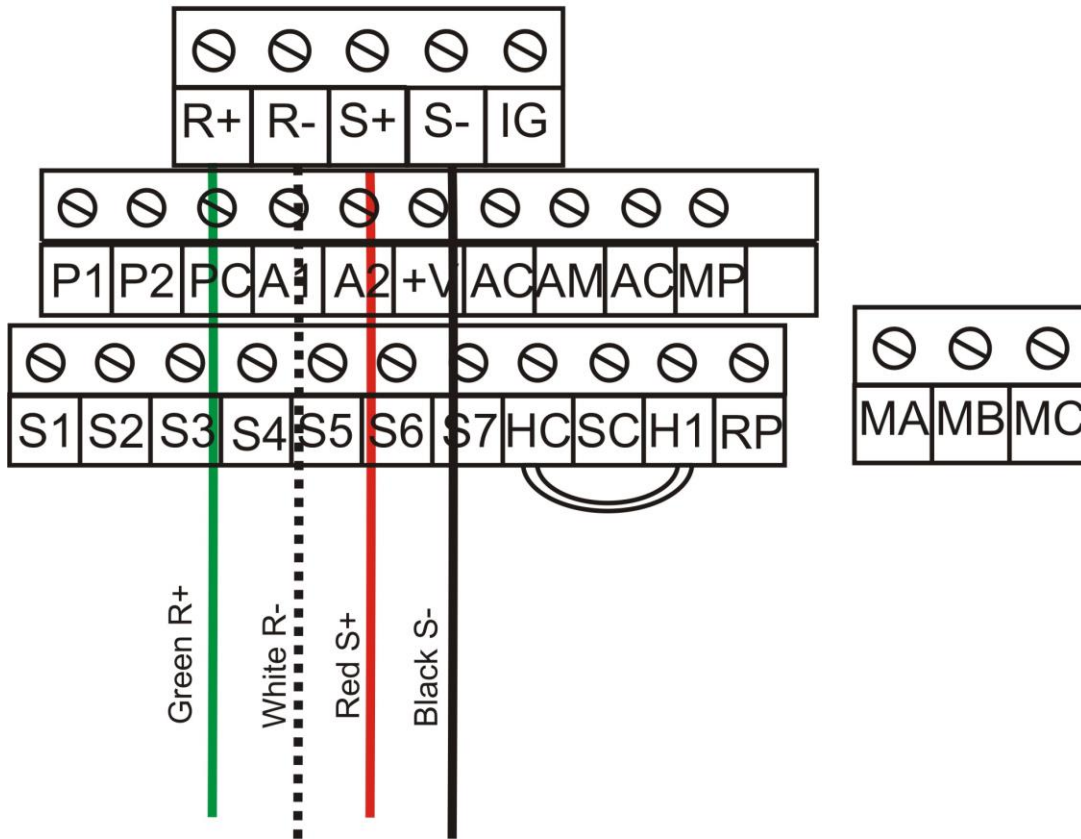 R+ R- S+ S- IG
P1 P2 PC A1 A2 +V AC AM AC MP
S1 S2 S3 S4 S5 S6 S7 HC SC H1 RP
MA MB MC
Green R+
White R-
Red S+
Black S-